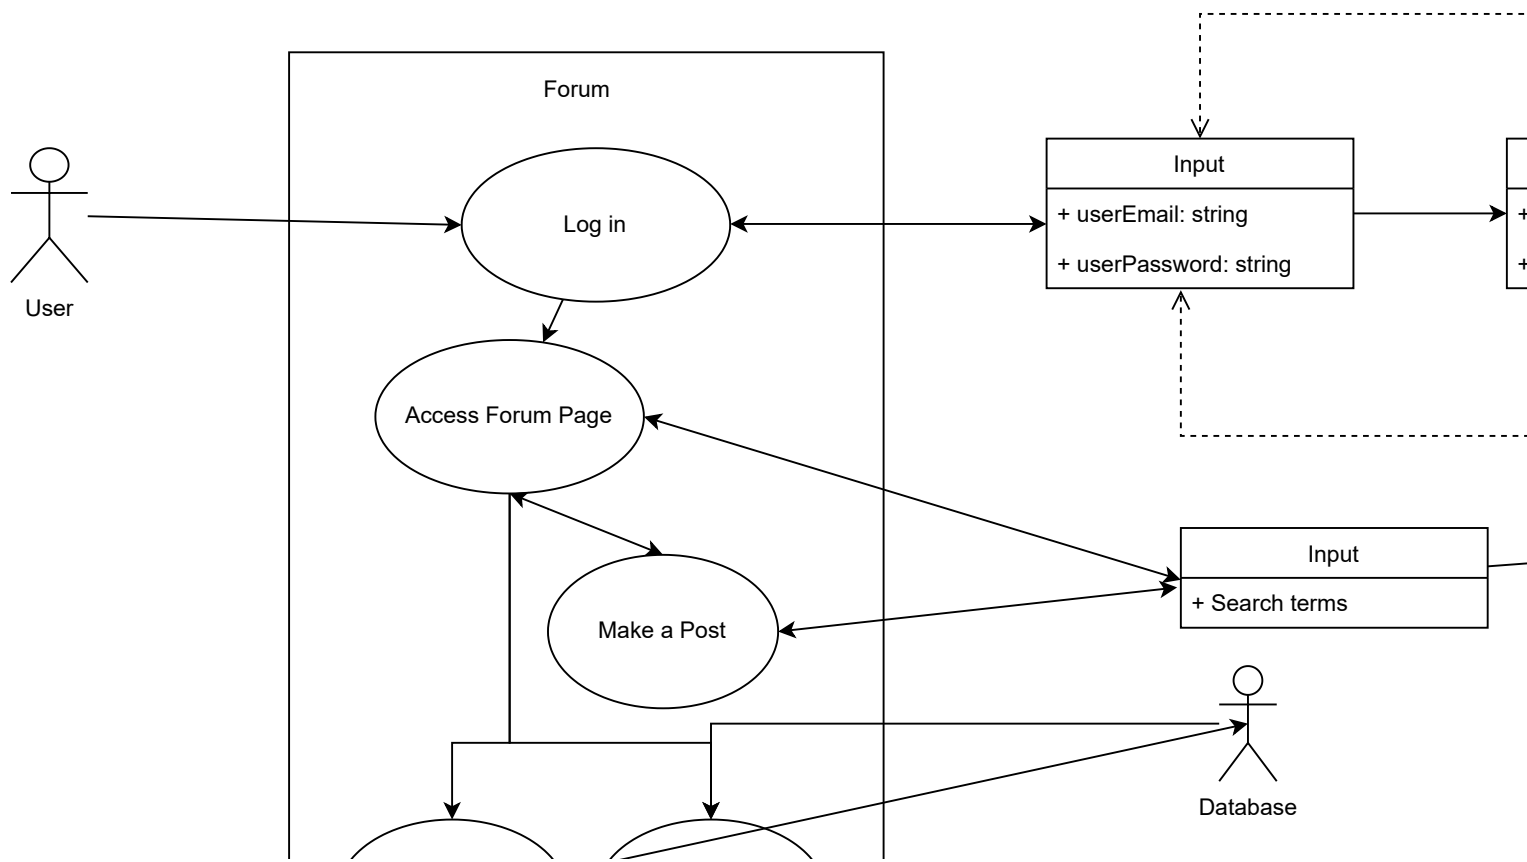 Forum
Input
Log in
+ userEmail: string
+
+ userPassword: string
+
User
Access Forum Page
Input
+ Search terms
Make a Post
Database